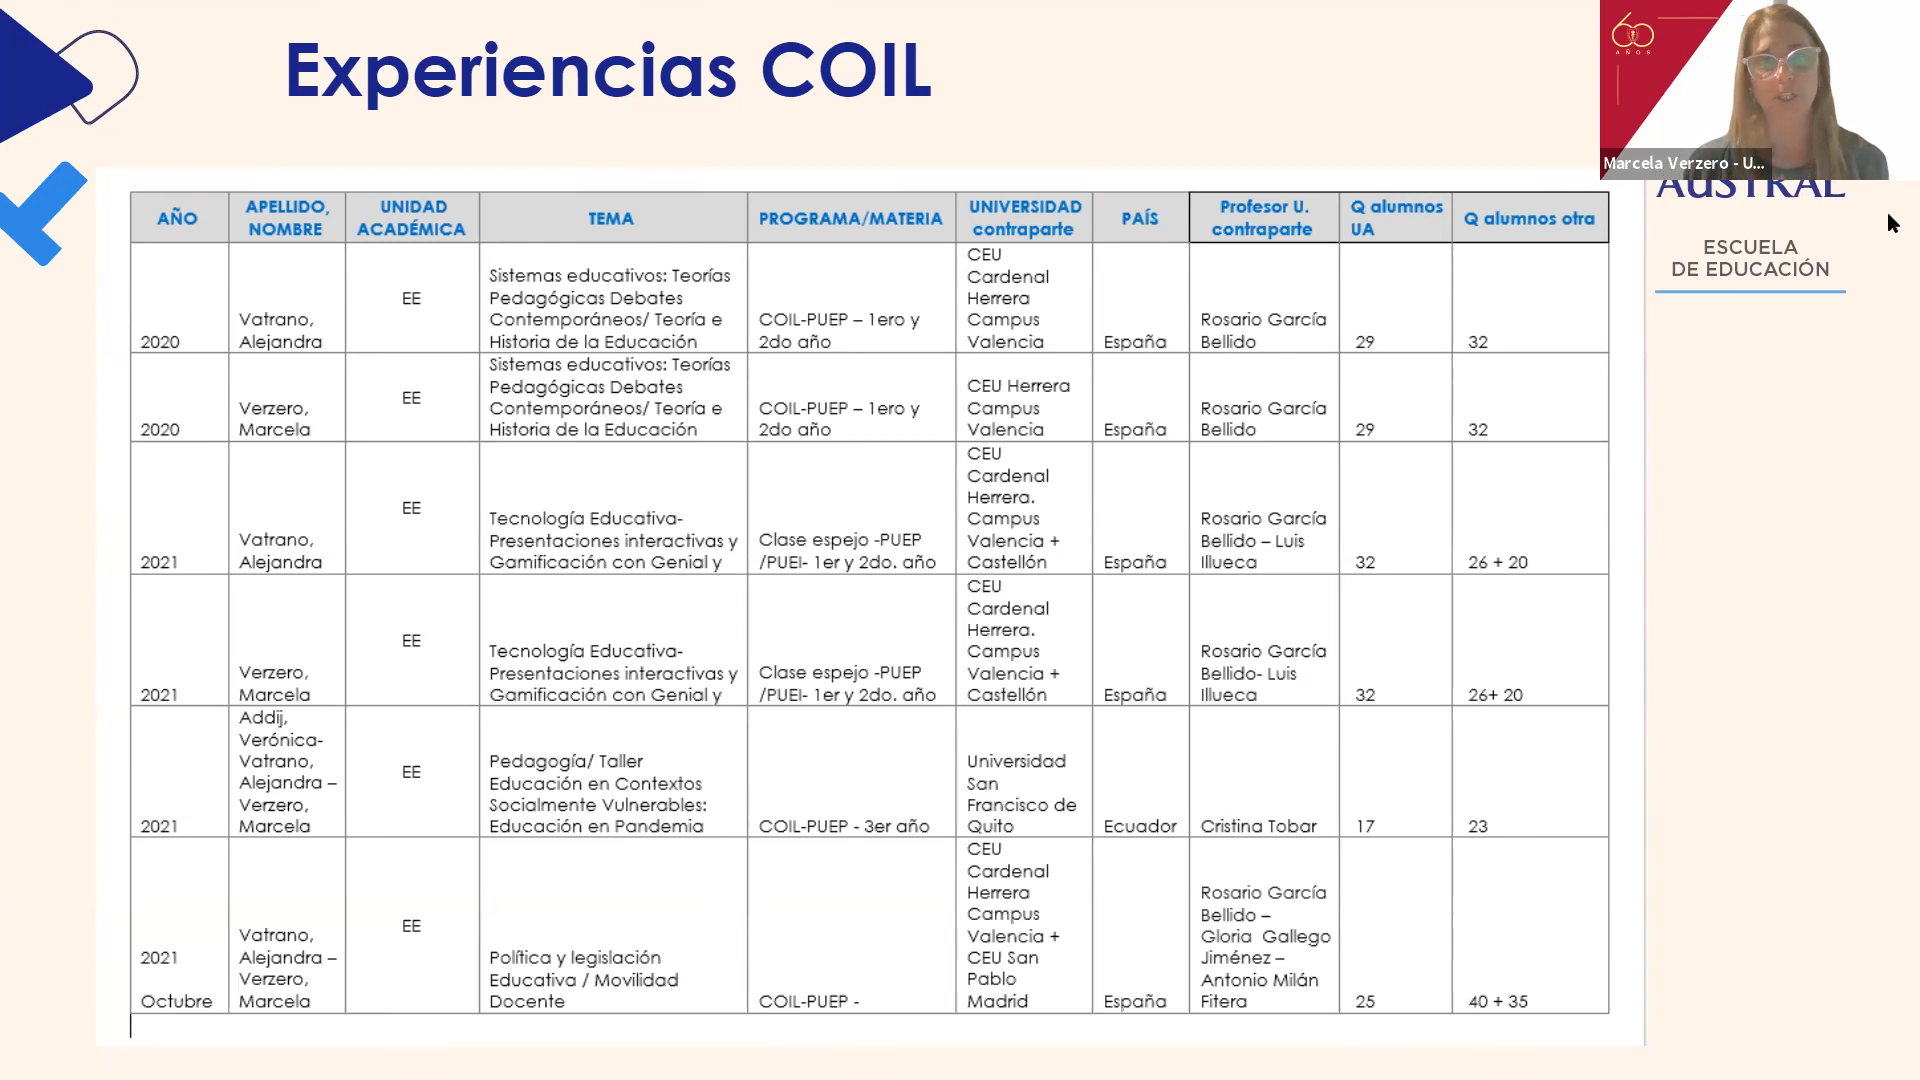 Experiencias COIL
60
AÑOS
Marcela Verzero - U...
AUSTRAL
ESCUELA
DE EDUCACIÓN
AÑO
APELLIDO,
NOMBRE
UNIDAD
ACADÉMICA
TEMA
PROGRAMA/MATERIA
UNIVERSIDAD
contraparte
PAÍS
Profesor U.
contraparte
Q alumnos
UA
Q alumnos otra
2020
Vatrano,
Alejandra
EE
Sistemas educativos: Teorías
Pedagógicas Debates
Contemporáneos/ Teoría e
Historia de la Educación
COIL-PUEP – 1ero y
2do año
CEU
Cardenal
Herrera
Campus
Valencia
España
Rosario García
Bellido
29
32
2020
Verzero,
Marcela
EE
Sistemas educativos: Teorías
Pedagógicas Debates
Contemporáneos/ Teoría e
Historia de la Educación
COIL-PUEP – 1ero y
2do año
CEU Herrera
Campus
Valencia
España
Rosario García
Bellido
29
32
2021
Vatrano,
Alejandra
EE
Tecnología Educativa-
Presentaciones interactivas y
Gamificación con Genial y
Clase espejo -PUEP
/PUEI- 1er y 2do. año
CEU
Cardenal
Herrera.
Campus
Valencia +
Castellón
España
Rosario García
Bellido – Luis
Illueca
32
26 + 20
2021
Verzero,
Marcela
EE
Tecnología Educativa-
Presentaciones interactivas y
Gamificación con Genial y
Clase espejo -PUEP
/PUEI- 1er y 2do. año
CEU
Cardenal
Herrera.
Campus
Valencia +
Castellón
España
Rosario García
Bellido- Luis
Illueca
32
26+ 20
2021
Addij,
Verónica-
Vatrano,
Alejandra –
Verzero,
Marcela
EE
Pedagogía/ Taller
Educación en Contextos
Socialmente Vulnerables:
Educación en Pandemia
COIL-PUEP - 3er año
Universidad
San
Francisco de
Quito
Ecuador
Cristina Tobar
17
23
2021
Octubre
Vatrano,
Alejandra –
Verzero,
Marcela
EE
Política y legislación
Educativa / Movilidad
Docente
COIL-PUEP -
CEU
Cardenal
Herrera
Campus
Valencia +
CEU San
Pablo
Madrid
España
Rosario García
Bellido –
Gloria Gallego
Jiménez –
Antonio Milán
Fitera
25
40 + 35